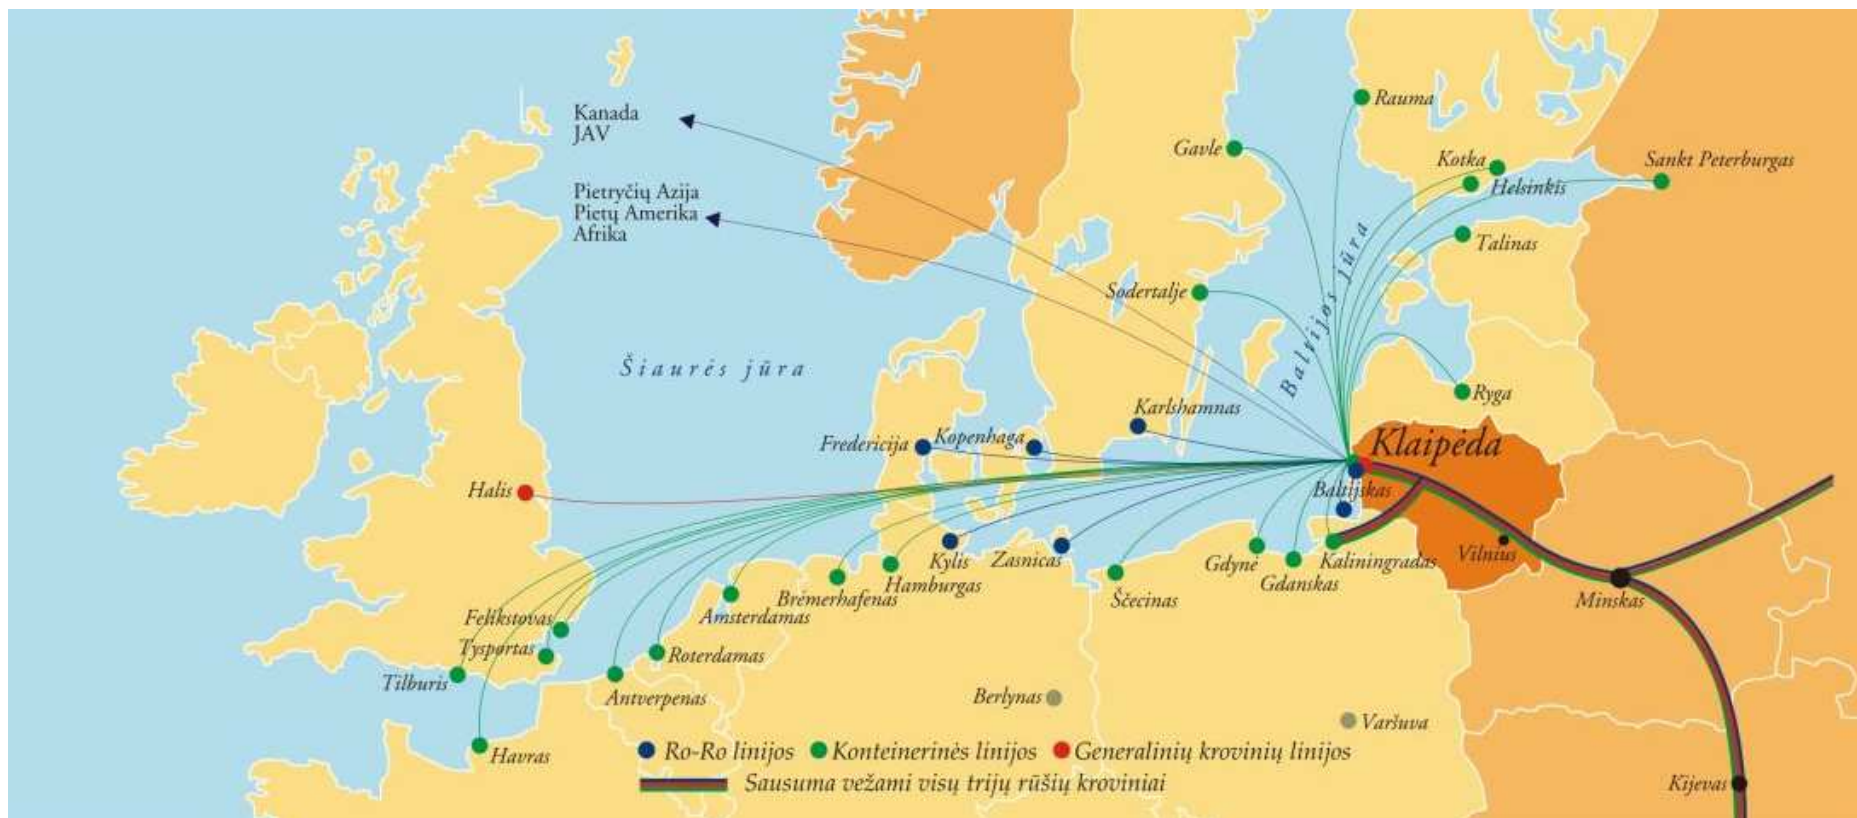 Kanada
JAV
Rauma
Gavle
Kotka
Sankt Peterburgas
Helsinkis
Pietryčių Azija
Pietų Amerika
Afrika
Talinas
Baltijos jūra
Sodertalje
Šiaurės jūra
Ryga
Karlshamnas
Fredericija
Kopenhaga
Klaipėda
Halis
Baltijskas
Kylis
Zasnicas
Gdynė
Kaliningradas
Vilnius
Hamburgas
Gdanskas
Brėmerhafenas
Ščecinas
Minskas
Felikstovas
Amsterdamas
Tysportas
Roterdamas
Tilburis
Antverpenas
Berlynas
Varšuva
Havras
Ro-Ro linijos
Konteinerinės linijos
Generalinių krovinių linijos
Sausuma vežami visų trijų rūšių kroviniai
Kijevas